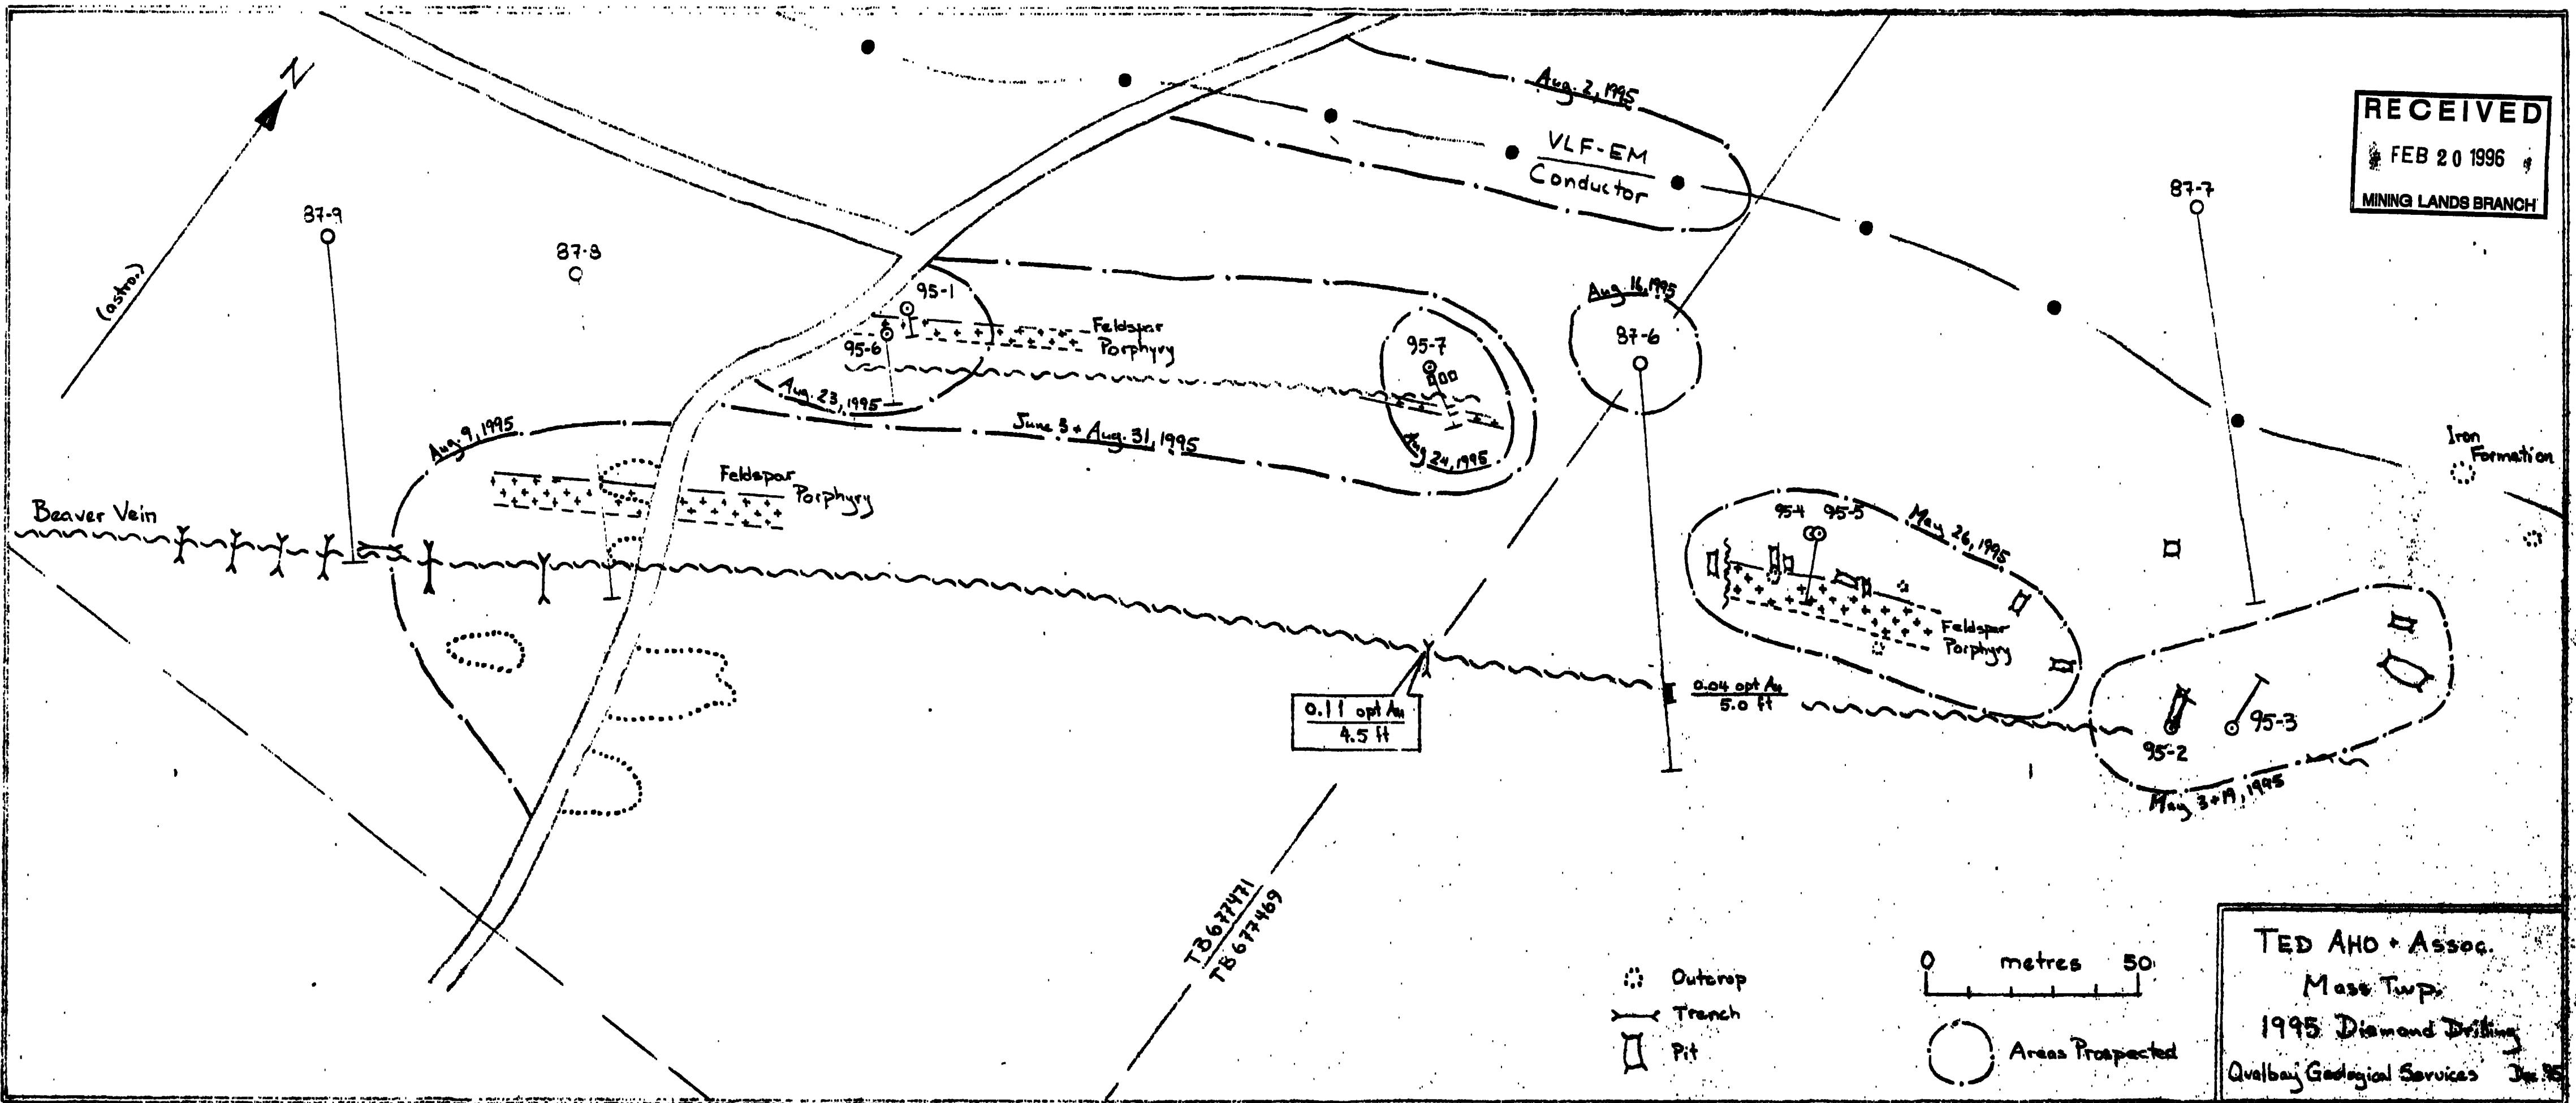 N
(astro.)
Aug. 2, 1995
VLF-EM
Conductor
RECEIVED
FEB 20 1996
MINING LANDS BRANCH
87-9
87-8
87-7
95-1
95-6
Feldspar
Porphyry
Aug. 23, 1995
June 3 + Aug. 31, 1995
95-7
Aug 24, 1995
Aug. 16, 1995
87-6
Iron
Formation
Aug. 9, 1995
Feldspar
Porphyry
Beaver Vein
95-4 95-5
May 26, 1995
Feldspar
Porphyry
0.11 opt Au
4.5 ft
0.04 opt Au
5.0 ft
95-2
95-3
May 3+19, 1995
TB 677471
TB 677469
Outcrop
Trench
Pit
0 metres 50
Areas Prospected
TED AHO + Assoc.
Moss Twp.
1995 Diamond Drilling
Qualbay Geological Services Dec. 95